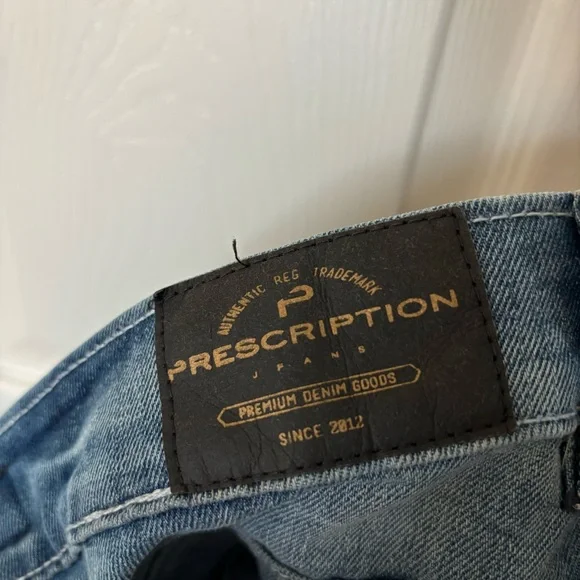 AUTHENTIC REG TRADEMARK
P
PRESCRIPTION
JEANS
PREMIUM DENIM GOODS
SINCE 2012